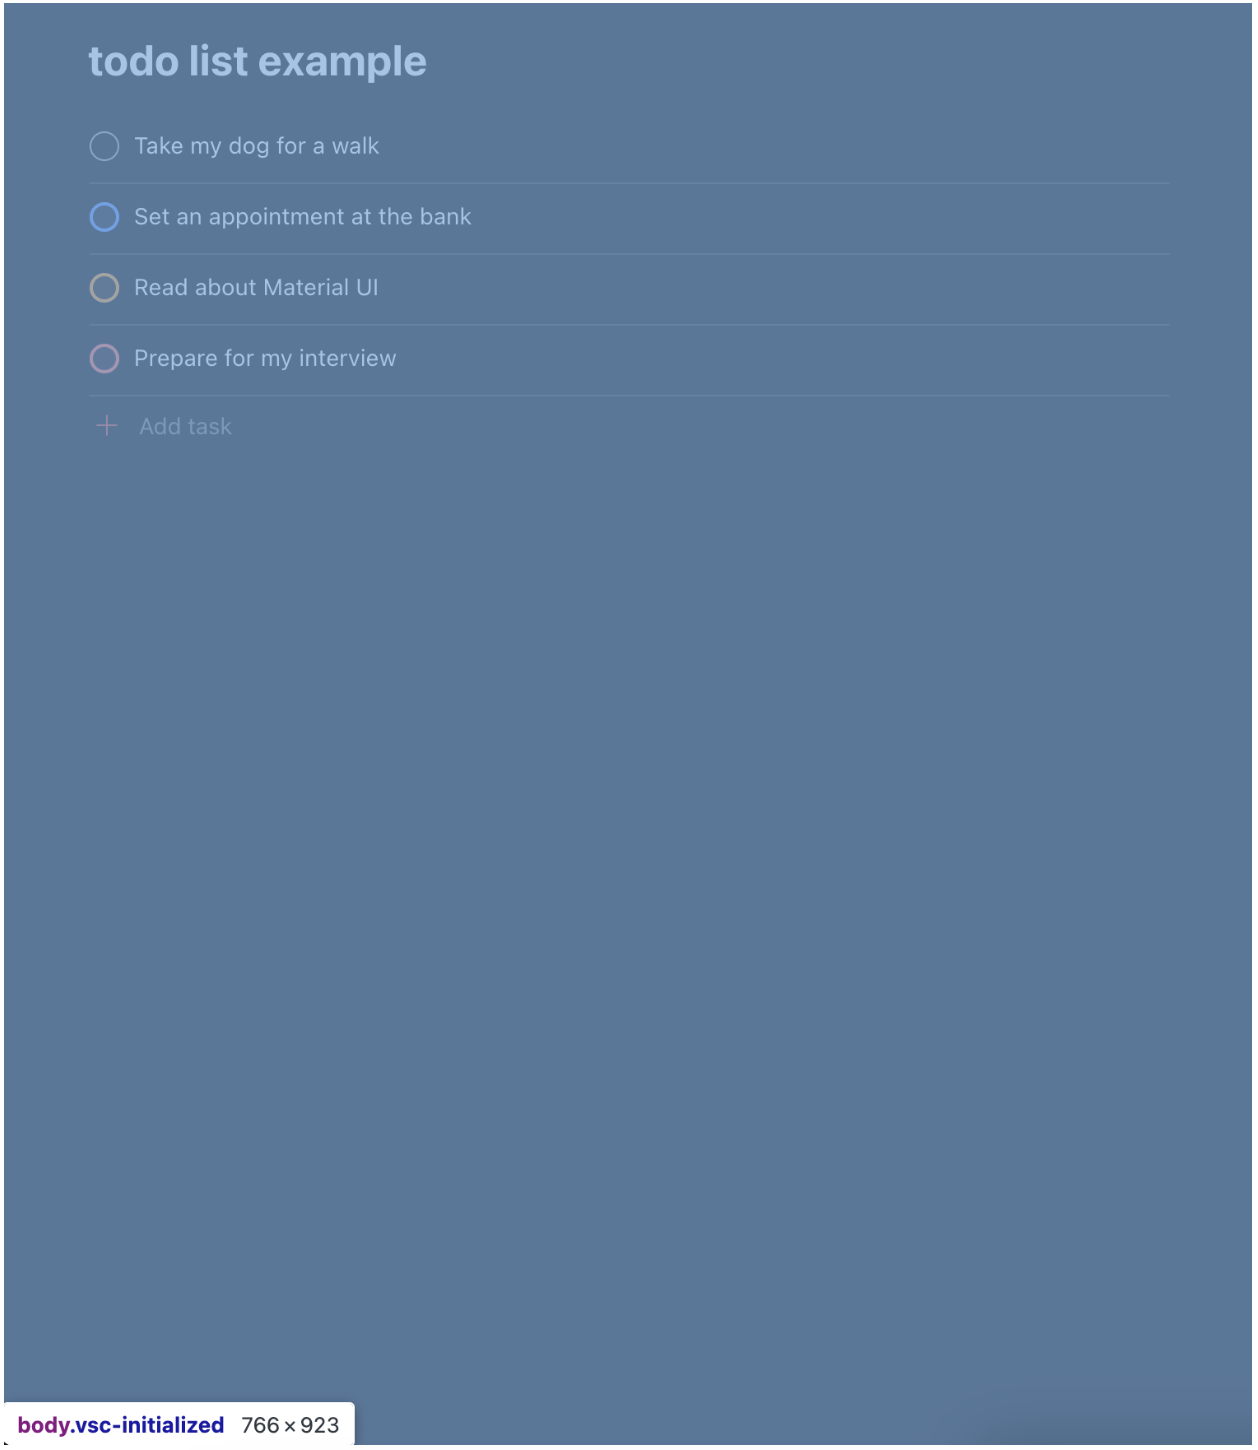 todo list example
Take my dog for a walk
Set an appointment at the bank
Read about Material UI
Prepare for my interview
+ Add task
body.vsc-initialized 766 × 923